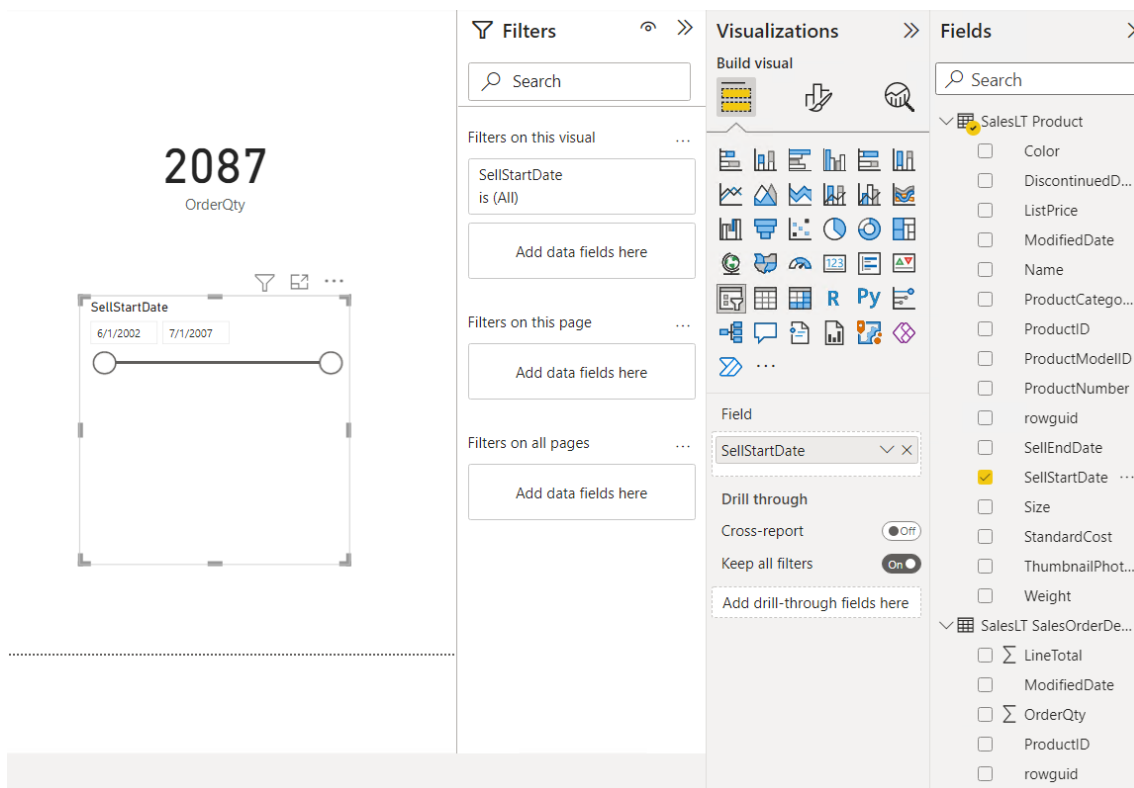 2087
OrderQty
SellStartDate
6/1/2002 7/1/2007
Filters
Search
Filters on this visual ...
SellStartDate
is (All)
Add data fields here
Filters on this page ...
Add data fields here
Filters on all pages ...
Add data fields here
Visualizations
Build visual
123
R Py
...
Field
SellStartDate
Drill through
Cross-report Off
Keep all filters On
Add drill-through fields here
Fields
Search
SalesLT Product
Color
DiscontinuedD...
ListPrice
ModifiedDate
Name
ProductCatego...
ProductID
ProductModelID
ProductNumber
rowguid
SellEndDate
SellStartDate ...
Size
StandardCost
ThumbnailPhot...
Weight
SalesLT SalesOrderDe...
∑ LineTotal
ModifiedDate
∑ OrderQty
ProductID
rowguid